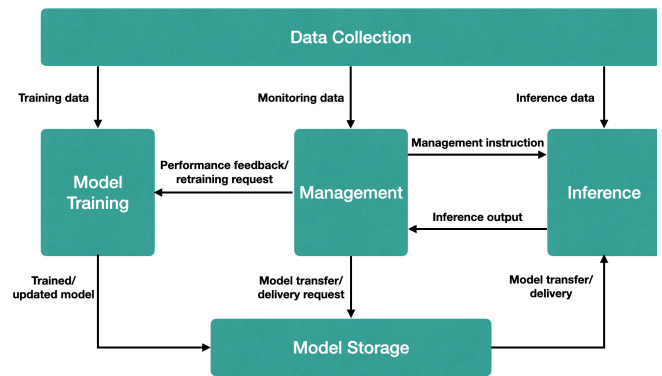 Data Collection
Training data
Monitoring data
Inference data
Model
Training
Performance feedback/
retraining request
Management
Management instruction
Inference output
Inference
Trained/
updated model
Model transfer/
delivery request
Model transfer/
delivery
Model Storage